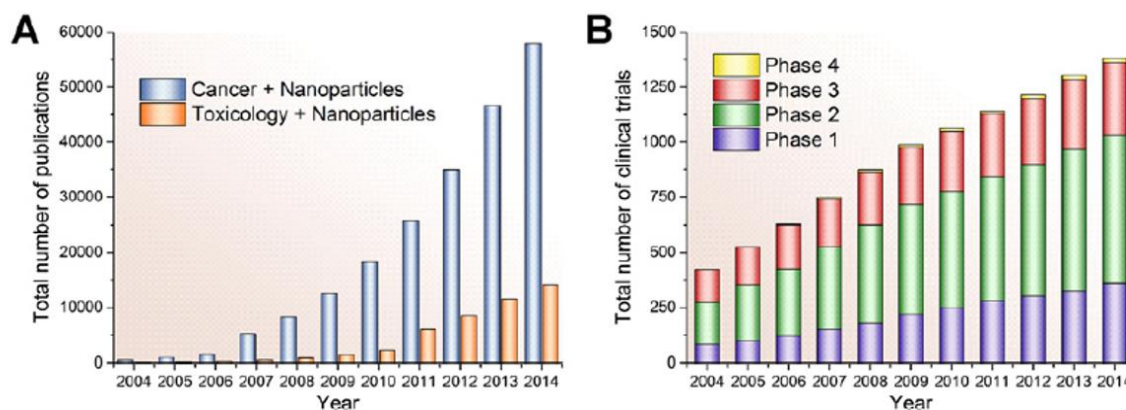 A
Total number of publications
60000
50000
40000
30000
20000
10000
0
Cancer + Nanoparticles
Toxicology + Nanoparticles
2004 2005 2006 2007 2008 2009 2010 2011 2012 2013 2014
Year
B
Total number of clinical trials
1500
1250
1000
750
500
250
0
Phase 4
Phase 3
Phase 2
Phase 1
2004 2005 2006 2007 2008 2009 2010 2011 2012 2013 2014
Year